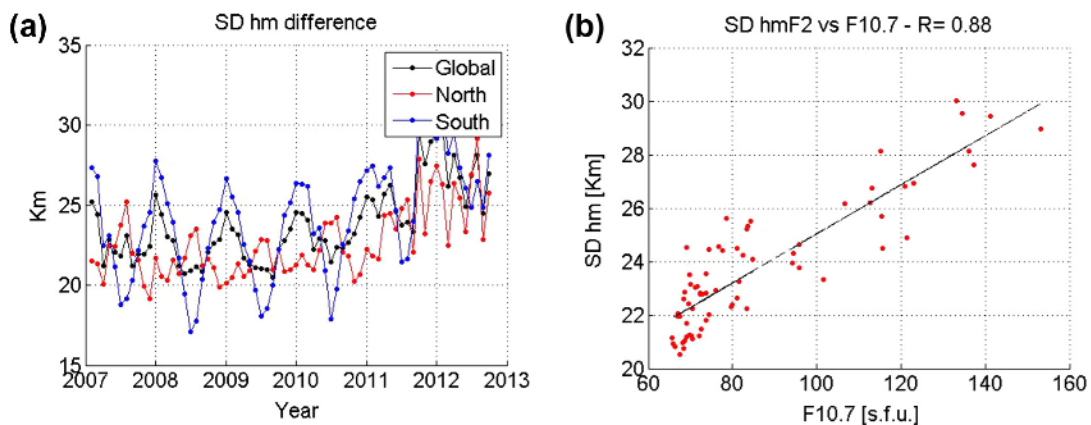 (a)
SD hm difference
35
30
25
20
15
Km
Global
North
South
2007 2008 2009 2010 2011 2012 2013
Year
(b)
SD hmF2 vs F10.7 - R= 0.88
32
30
28
26
24
22
20
SD hm [Km]
60 80 100 120 140 160
F10.7 [s.f.u.]